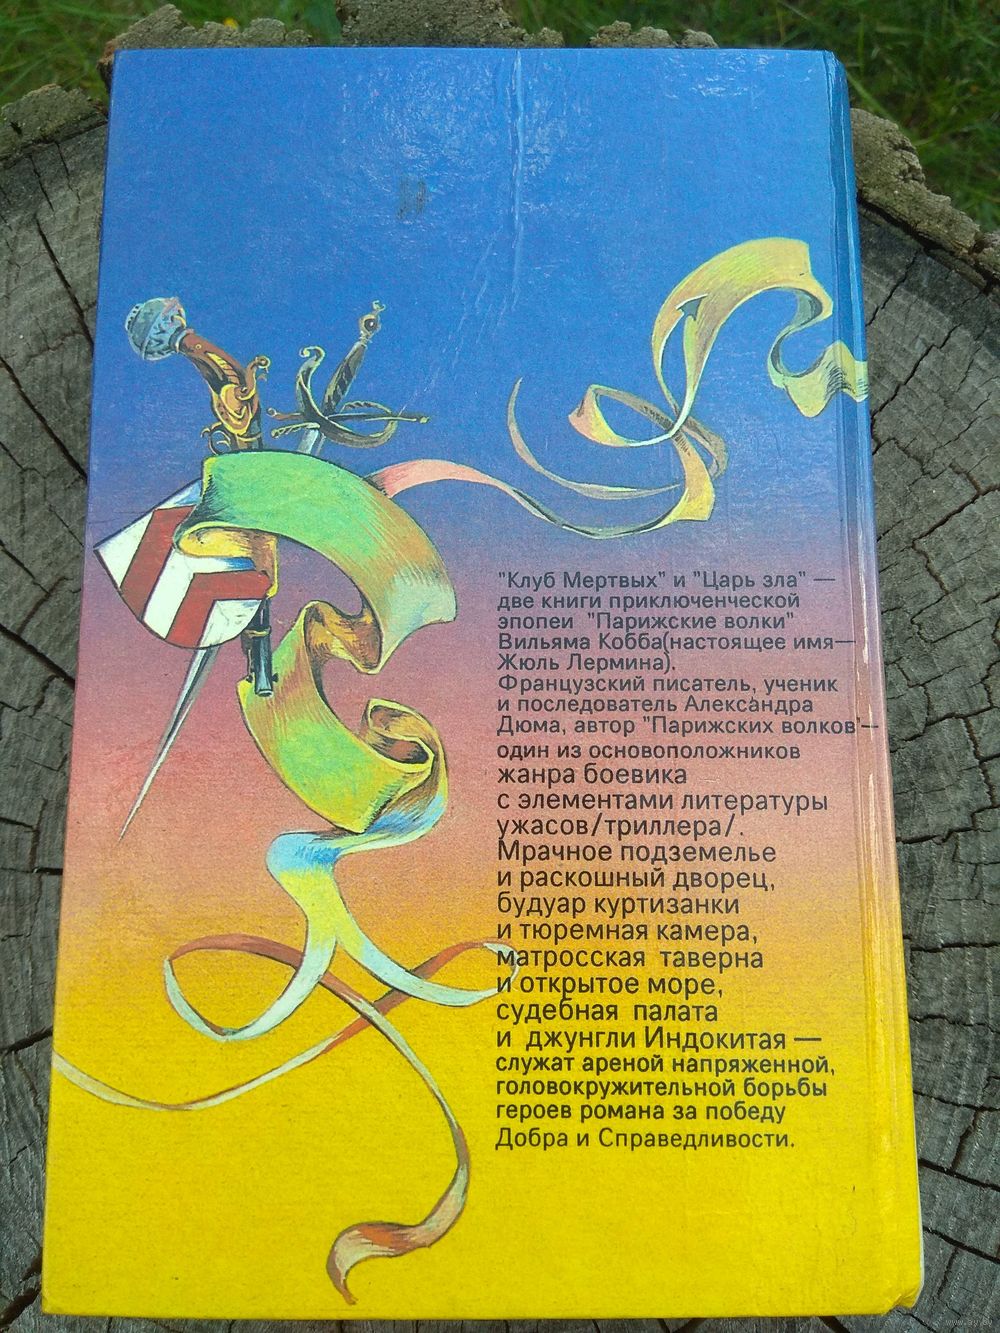 "Клуб Мертвых" и "Царь зла" —
две книги приключенческой
эпопеи "Парижские волки"
Вильяма Кобба(настоящее имя—
Жюль Лермина).
Французский писатель, ученик
и последователь Александра
Дюма, автор "Парижских волков"—
один из основоположников
жанра боевика
с элементами литературы
ужасов/триллера/.
Мрачное подземелье
и раскошный дворец,
будуар куртизанки
и тюремная камера,
матросская таверна
и открытое море,
судебная палата
и джунгли Индокитая —
служат ареной напряженной,
головокружительной борьбы
героев романа за победу
Добра и Справедливости.
www.ay.by